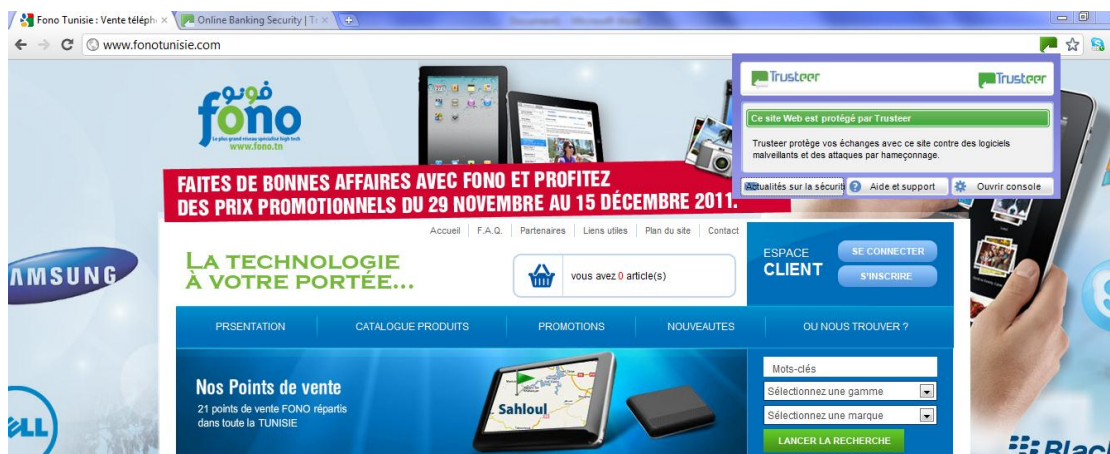 Fono Tunisie : Vente téléph
Online Banking Security | Tr
www.fonotunisie.com
Trusteer
Trusteer
Ce site Web est protégé par Trusteer
Trusteer protège vos échanges avec ce site contre des logiciels
malveillants et des attaques par hameçonnage.
Actualités sur la sécurit
Aide et support
Ouvrir console
فونو
fono
Le plus grand réseau spécialisé high tech
www.fono.tn
FAITES DE BONNES AFFAIRES AVEC FONO ET PROFITEZ
DES PRIX PROMOTIONNELS DU 29 NOVEMBRE AU 15 DÉCEMBRE 2011.
Accueil F.A.Q. Partenaires Liens utiles Plan du site Contact
LA TECHNOLOGIE
À VOTRE PORTÉE...
vous avez 0 article(s)
ESPACE
CLIENT
SE CONNECTER
S'INSCRIRE
AMSUNG
PRSENTATION CATALOGUE PRODUITS PROMOTIONS NOUVEAUTES OU NOUS TROUVER ?
Nos Points de vente
21 points de vente FONO répartis
dans toute la TUNISIE
Sahloul
Mots-clés
Sélectionnez une gamme
Sélectionnez une marque
LANCER LA RECHERCHE
ELL
Blac